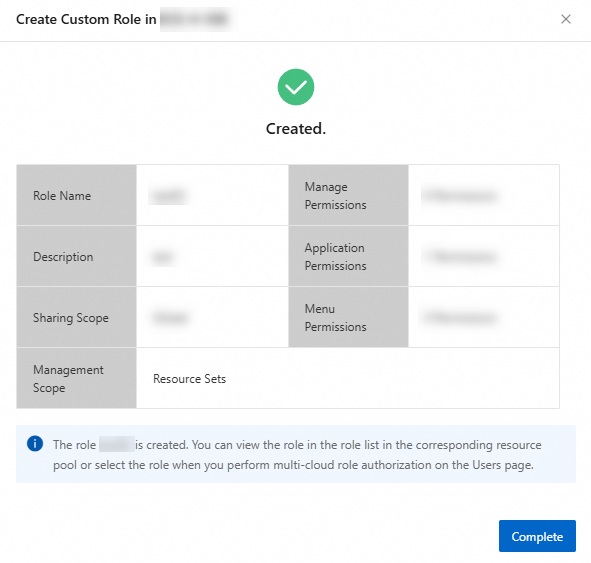 Create Custom Role in
Created.
Role Name
Manage
Permissions
Description
Application
Permissions
Sharing Scope
Menu
Permissions
Management
Scope
Resource Sets
The role is created. You can view the role in the role list in the corresponding resource
pool or select the role when you perform multi-cloud role authorization on the Users page.
Complete